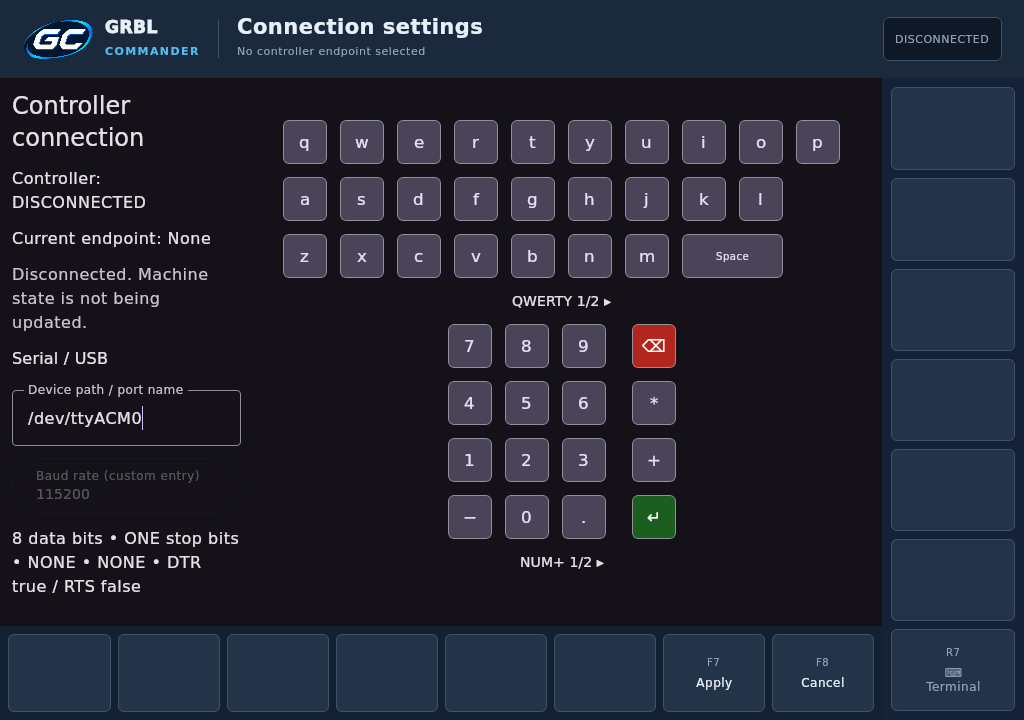 GC
GRBL
COMMANDER
Connection settings
No controller endpoint selected
DISCONNECTED
Controller
connection
Controller:
DISCONNECTED
Current endpoint: None
Disconnected. Machine
state is not being
updated.
Serial / USB
Device path / port name
/dev/ttyACM0
Baud rate (custom entry)
115200
8 data bits • ONE stop bits
• NONE • NONE • DTR
true / RTS false
q w e r t y u i o p
a s d f g h j k l
z x c v b n m Space
QWERTY 1/2 ▸
7 8 9 ⌫
4 5 6 *
1 2 3 +
− 0 . ↵
NUM+ 1/2 ▸
F7
Apply
F8
Cancel
R7
⌨
Terminal